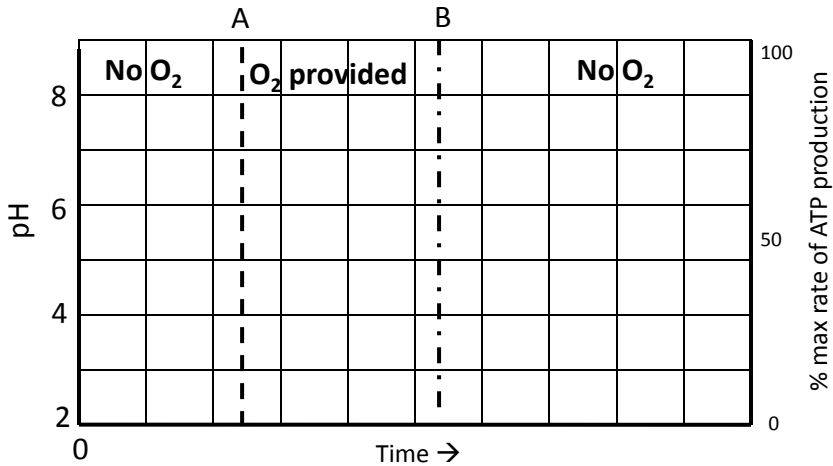 A
B
No O₂
O₂ provided
No O₂
100
8
6
50
4
2
0
0
pH
% max rate of ATP production
Time →